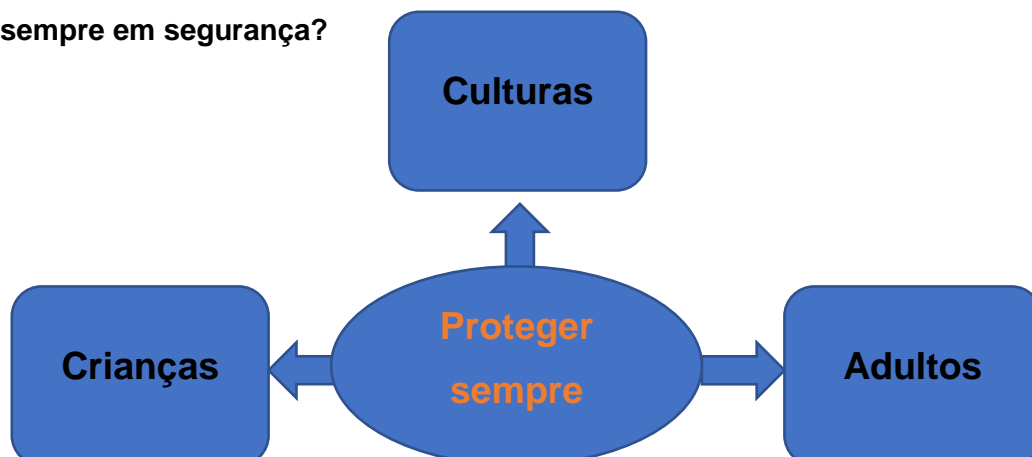 sempre em segurança?
Culturas
Proteger
sempre
Crianças
Adultos